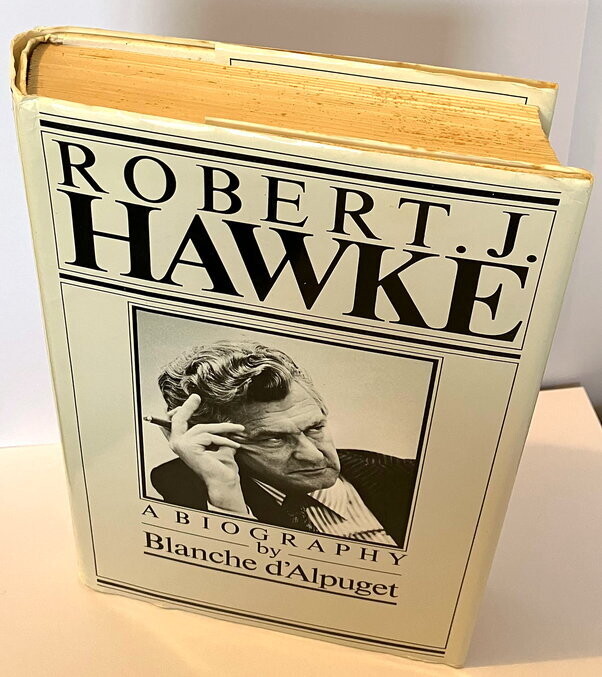 ROBERT. J.
HAWKE
A BIOGRAPHY
by
Blanche d'Alpuget